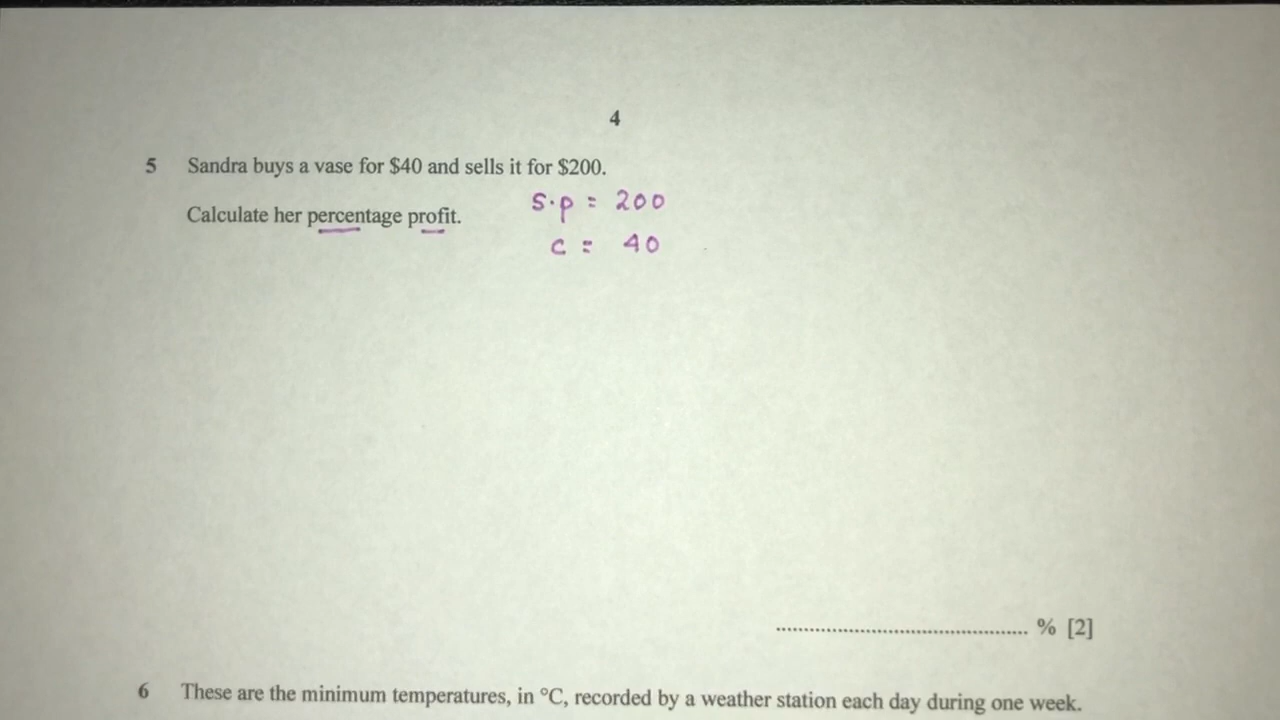 4
5 Sandra buys a vase for $40 and sells it for $200.
Calculate her percentage profit.
S.p = 200
c = 40
.............................................. % [2]
6 These are the minimum temperatures, in °C, recorded by a weather station each day during one week.